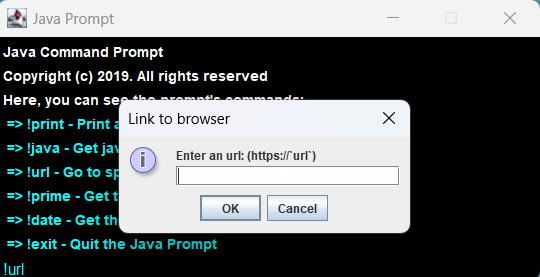 Java Prompt
Java Command Prompt
Copyright (c) 2019. All rights reserved
Here, you can see the prompt's commands:
=> !print - Print a
=> !java - Get jav
=> !url - Go to sp
=> !prime - Get t
=> !date - Get the
=> !exit - Quit the Java Prompt
!url
Link to browser
Enter an url: (https://`url`)
OK Cancel